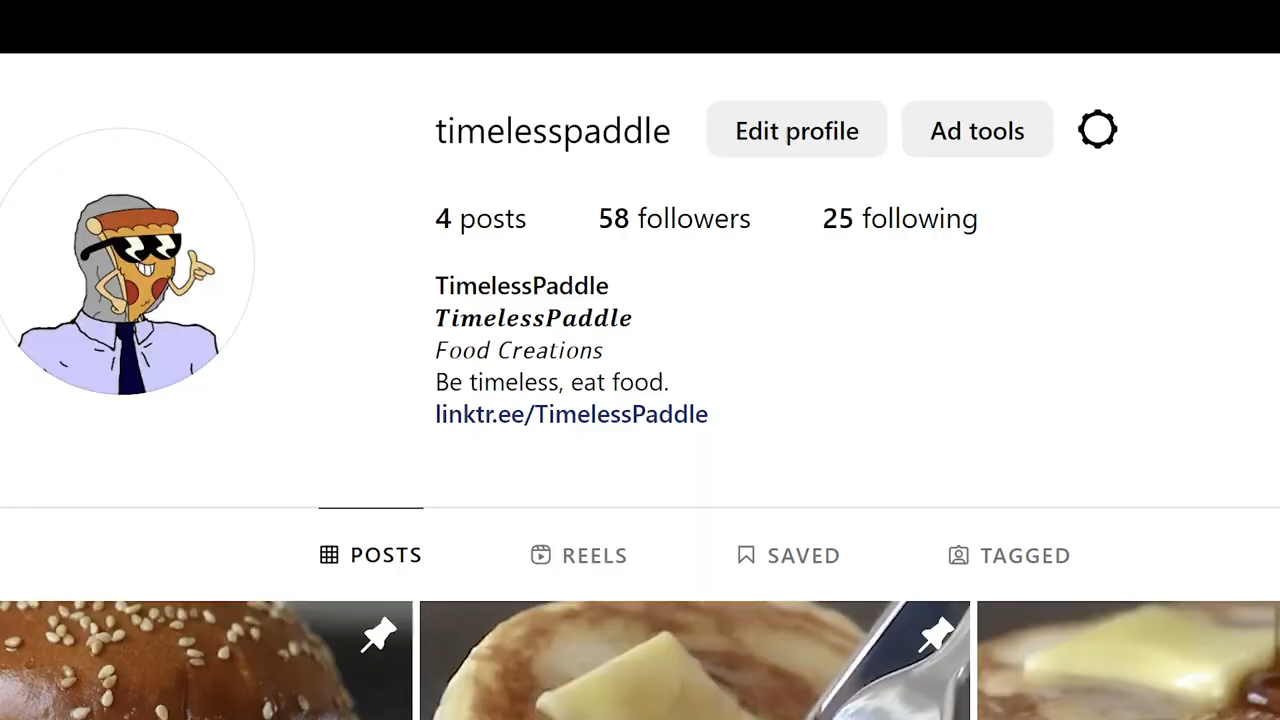 timelesspaddle Edit profile Ad tools
4 posts 58 followers 25 following
TimelessPaddle
TimelessPaddle
Food Creations
Be timeless, eat food.
linktr.ee/TimelessPaddle
POSTS REELS SAVED TAGGED